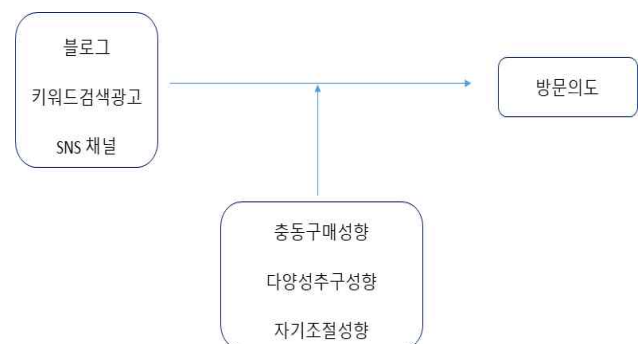 블로그
키워드검색광고
SNS 채널
방문의도
충동구매성향
다양성추구성향
자기조절성향